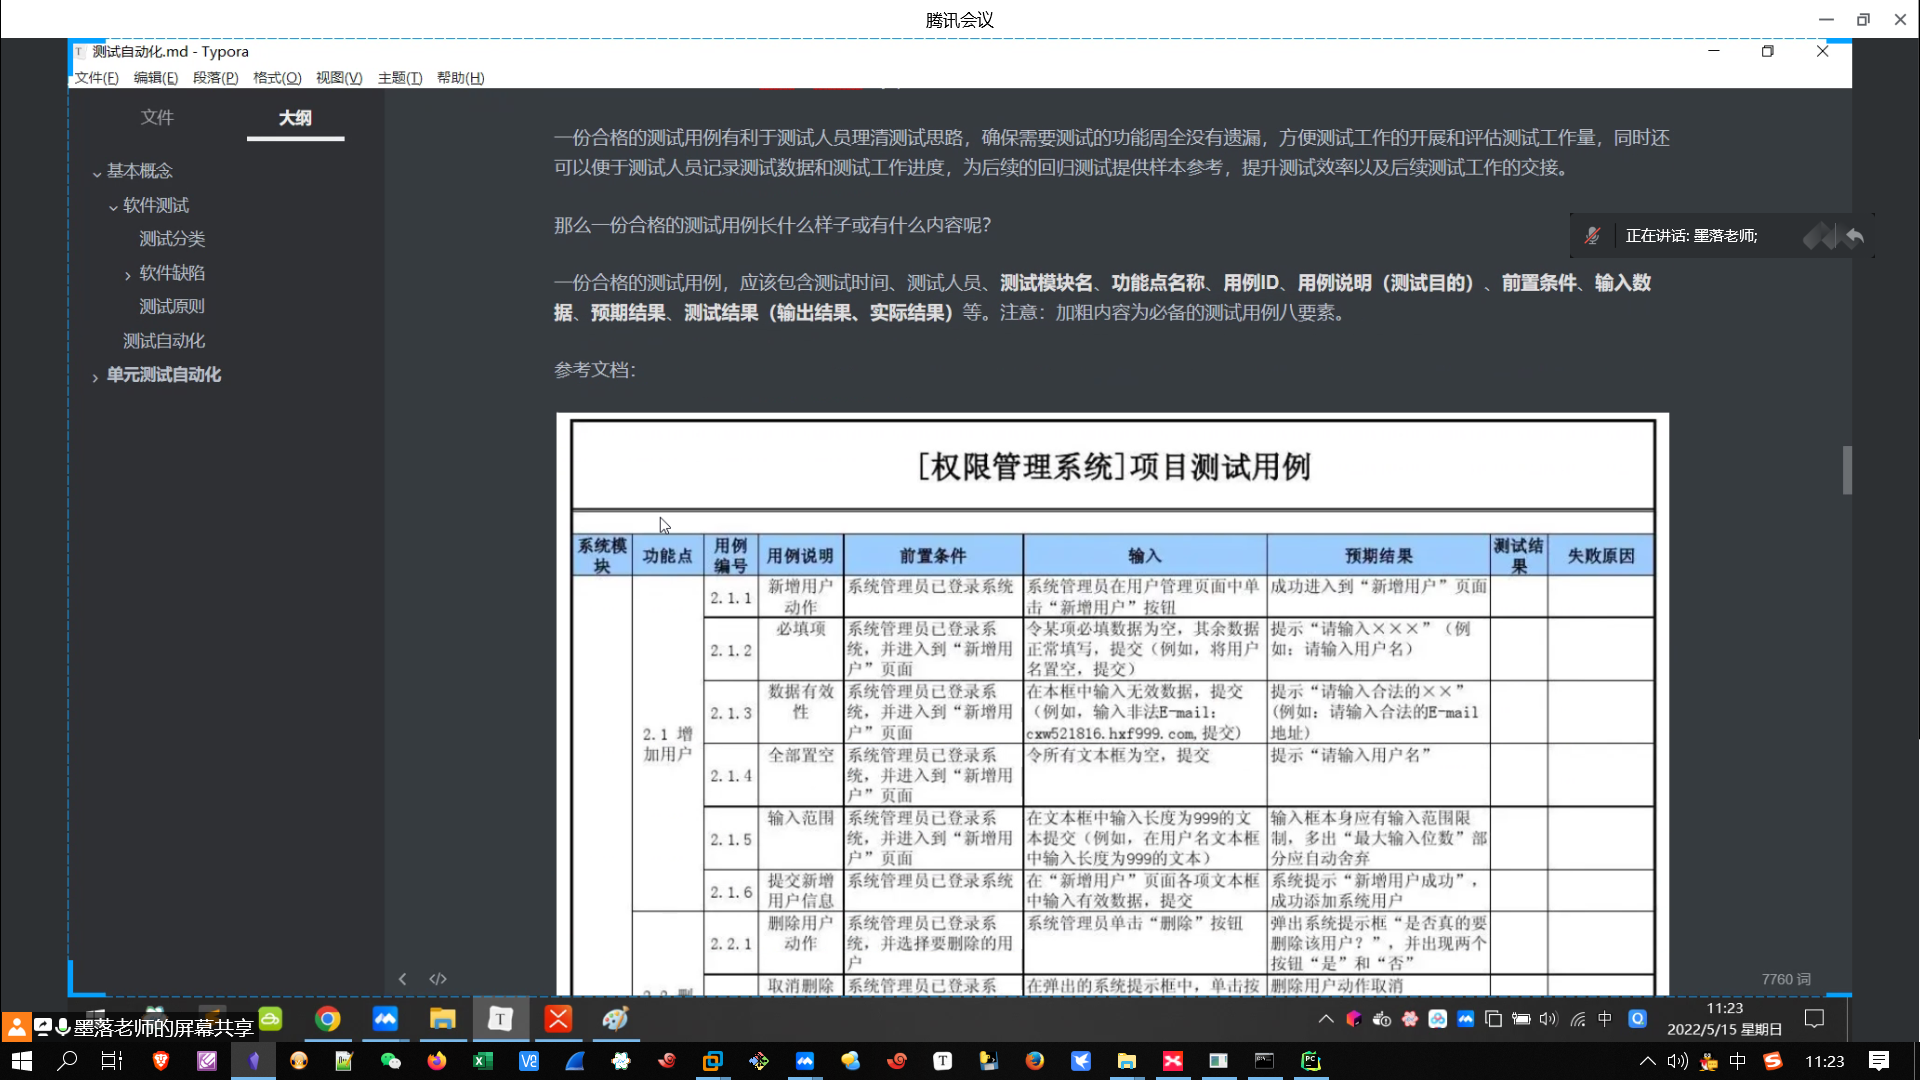 腾讯会议
测试自动化.md - Typora
文件(F) 编辑(E) 段落(P) 格式(O) 视图(V) 主题(T) 帮助(H)
文件 大纲
基本概念
软件测试
测试分类
软件缺陷
测试原则
测试自动化
单元测试自动化
一份合格的测试用例有利于测试人员理清测试思路，确保需要测试的功能周全没有遗漏，方便测试工作的开展和评估测试工作量，同时还
可以便于测试人员记录测试数据和测试工作进度，为后续的回归测试提供样本参考，提升测试效率以及后续测试工作的交接。
那么一份合格的测试用例长什么样子或有什么内容呢？
正在讲话: 墨落老师;
一份合格的测试用例，应该包含测试时间、测试人员、测试模块名、功能点名称、用例ID、用例说明（测试目的）、前置条件、输入数
据、预期结果、测试结果（输出结果、实际结果）等。注意：加粗内容为必备的测试用例八要素。
参考文档：
[权限管理系统]项目测试用例
系统模块 功能点 用例编号 用例说明 前置条件 输入 预期结果 测试结果 失败原因
2.1 增加用户
2.1.1 新增用户动作 系统管理员已登录系统 系统管理员在用户管理页面中单击“新增用户”按钮 成功进入到“新增用户”页面
2.1.2 必填项 系统管理员已登录系统，并进入到“新增用户”页面 令某项必填数据为空，其余数据正常填写，提交（例如，将用户名置空，提交） 提示“请输入×××”（例如：请输入用户名）
2.1.3 数据有效性 系统管理员已登录系统，并进入到“新增用户”页面 在本框中输入无效数据，提交（例如，输入非法E-mail：cxw521816.hxf999.com,提交） 提示“请输入合法的××”(例如：请输入合法的E-mail地址)
2.1.4 全部置空 系统管理员已登录系统，并进入到“新增用户”页面 令所有文本框为空，提交 提示“请输入用户名”
2.1.5 输入范围 系统管理员已登录系统，并进入到“新增用户”页面 在文本框中输入长度为999的文本提交（例如，在用户名文本框中输入长度为999的文本） 输入框本身应有输入范围限制，多出“最大输入位数”部分应自动舍弃
2.1.6 提交新增用户信息 系统管理员已登录系统 在“新增用户”页面各项文本框中输入有效数据，提交 系统提示“新增用户成功”，成功添加系统用户
2.2.1 删除用户动作 系统管理员已登录系统，并选择要删除的用户 系统管理员单击“删除”按钮 弹出系统提示框“是否真的要删除该用户？”，并出现两个按钮“是”和“否”
取消删除 系统管理员已登录系 在弹出的系统提示框中，单击按 删除用户动作取消
7760 词
墨落老师的屏幕共享
中
11:23
2022/5/15 星期日
中
11:23